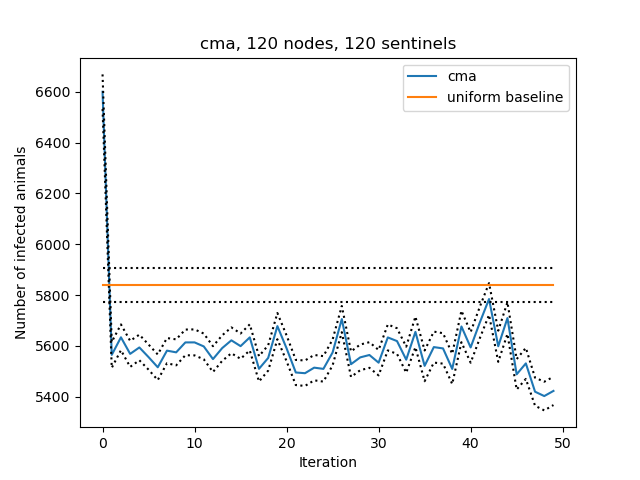 cma, 120 nodes, 120 sentinels
cma
uniform baseline
6600
6400
6200
6000
5800
5600
5400
Number of infected animals
0 10 20 30 40 50
Iteration